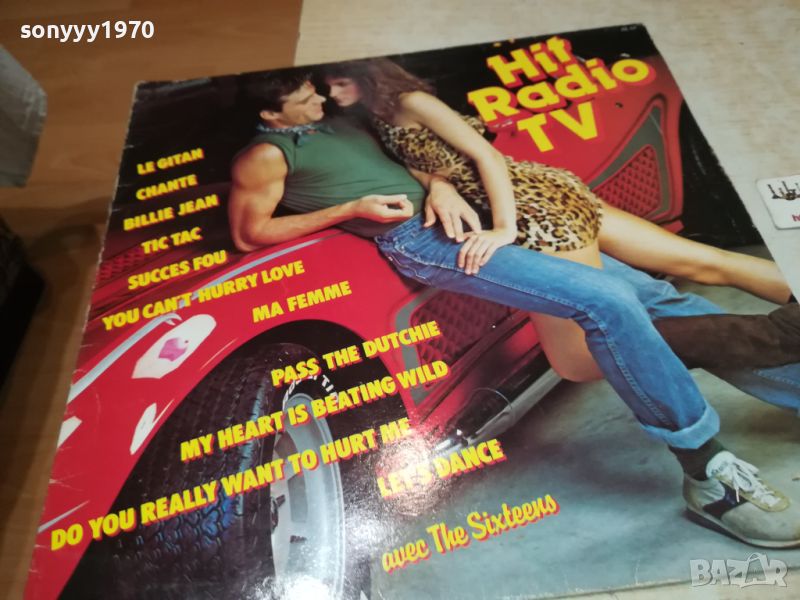 sonyyy1970
Hit
Radio
TV
LE GITAN
CHANTE
BILLIE JEAN
TIC TAC
SUCCES FOU
YOU CAN'T HURRY LOVE
MA FEMME
PASS THE DUTCHIE
MY HEART IS BEATING WILD
DO YOU REALLY WANT TO HURT ME
LET'S DANCE
avec The Sixteens
BAZAR